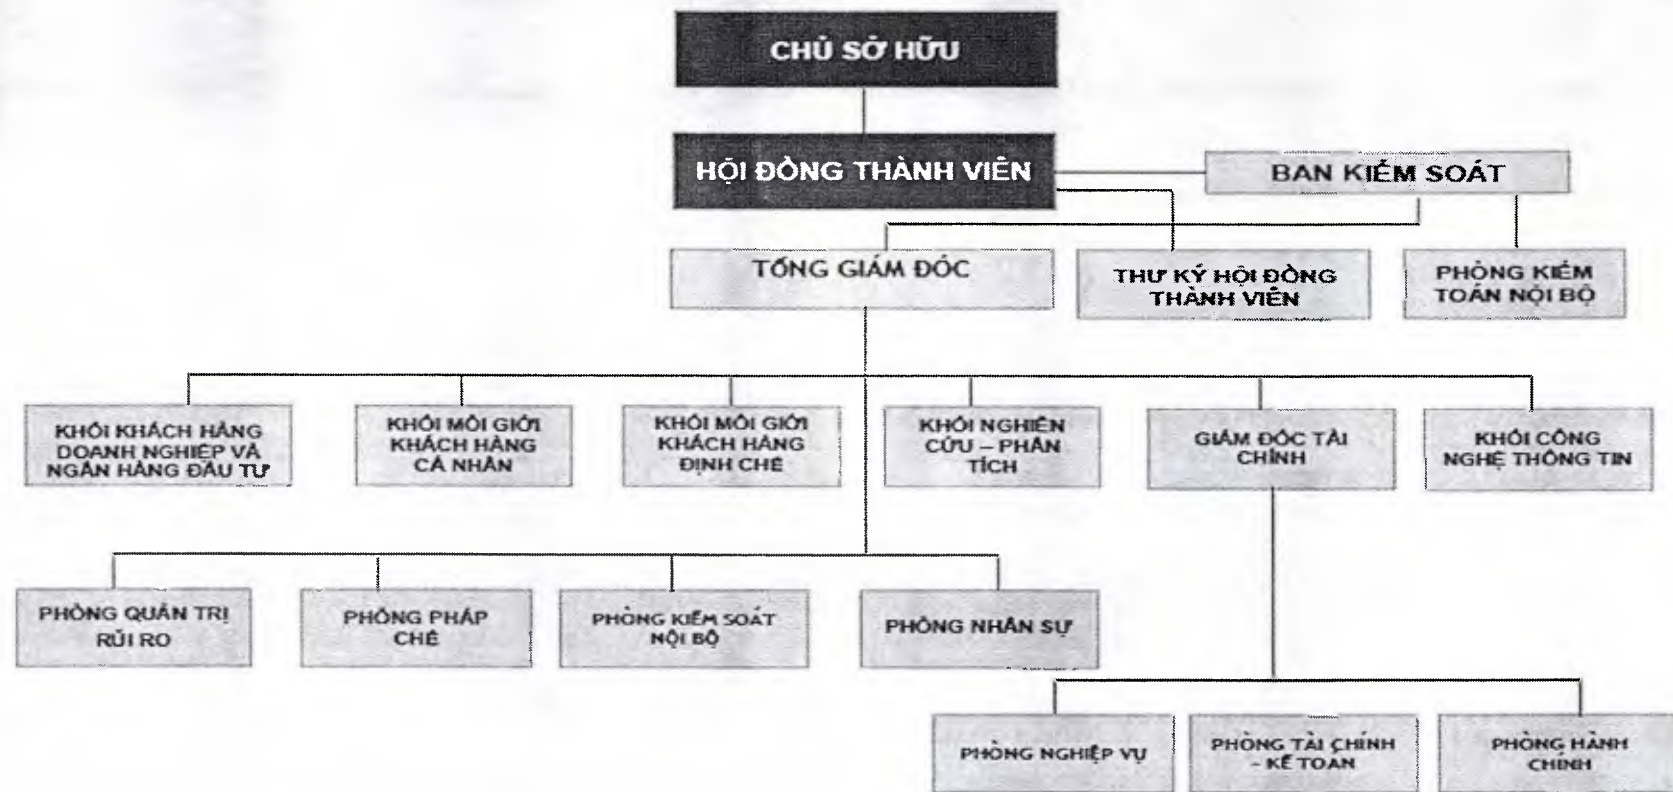 CHỦ SỞ HỮU
HỘI ĐỒNG THÀNH VIÊN
BAN KIỂM SOÁT
TỔNG GIÁM ĐỐC
THƯ KÝ HỘI ĐỒNG
THÀNH VIÊN
PHÒNG KIỂM
TOÁN NỘI BỘ
KHỐI KHÁCH HÀNG
DOANH NGHIỆP VÀ
NGÂN HÀNG ĐẦU TƯ
KHỐI MÔI GIỚI
KHÁCH HÀNG
CÁ NHÂN
KHỐI MÔI GIỚI
KHÁCH HÀNG
ĐỊNH CHẾ
KHỐI NGHIÊN
CỨU – PHÂN
TÍCH
GIÁM ĐỐC TÀI
CHÍNH
KHỐI CÔNG
NGHỆ THÔNG TIN
PHÒNG QUẢN TRỊ
RỦI RO
PHÒNG PHÁP
CHẾ
PHÒNG KIỂM SOÁT
NỘI BỘ
PHÒNG NHÂN SỰ
PHÒNG NGHIỆP VỤ
PHÒNG TÀI CHÍNH
– KẾ TOÁN
PHÒNG HÀNH
CHÍNH